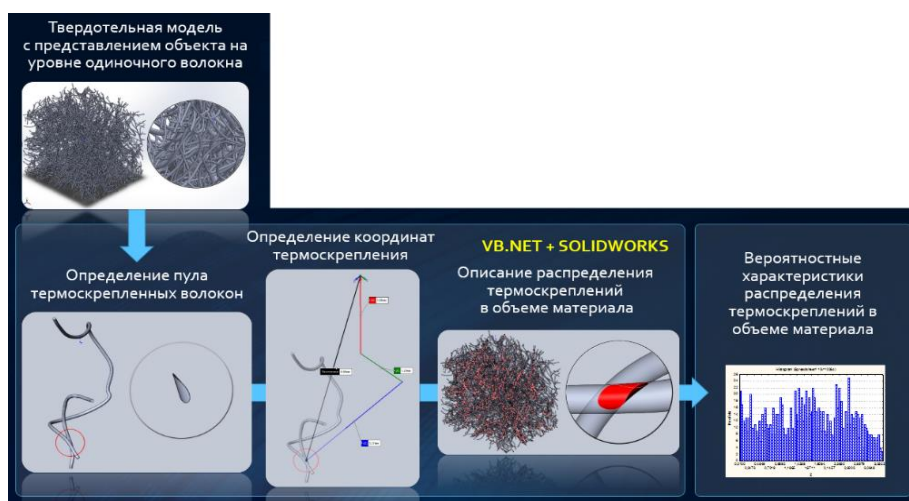 Твердотельная модель
с представлением объекта на
уровне одиночного волокна
Определение пула
термоскрепленных волокон
Определение координат
термоскрепления
VB.NET + SOLIDWORKS
Описание распределения
термоскреплений
в объеме материала
Вероятностные
характеристики
распределения
термоскреплений в
объеме материала